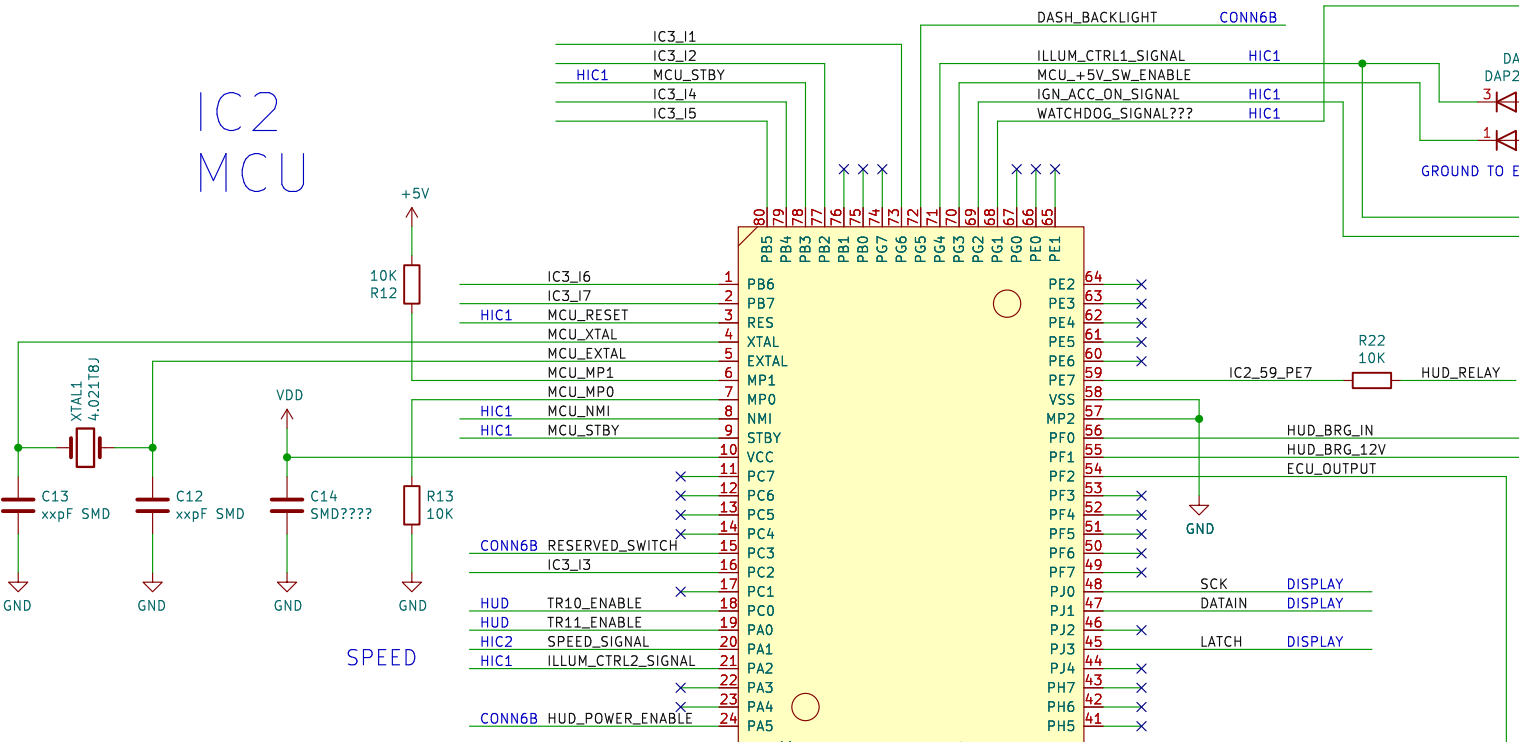 DASH_BACKLIGHT CONN6B
IC3_I1
IC3_I2
HIC1 MCU_STBY
IC3_I4
IC3_I5
ILLUM_CTRL1_SIGNAL HIC1
MCU_+5V_SW_ENABLE
IGN_ACC_ON_SIGNAL HIC1
WATCHDOG_SIGNAL??? HIC1
DA
DAP2
3
1
GROUND TO E
IC2
MCU
+5V
10K
R12
80 79 78 77 76 75 74 73 72 71 70 69 68 67 66 65
PB5 PB4 PB3 PB2 PB1 PB0 PG7 PG6 PG5 PG4 PG3 PG2 PG1 PG0 PE0 PE1
IC3_I6 1 PB6
IC3_I7 2 PB7
HIC1 MCU_RESET 3 RES
MCU_XTAL 4 XTAL
MCU_EXTAL 5 EXTAL
MCU_MP1 6 MP1
MCU_MP0 7 MP0
HIC1 MCU_NMI 8 NMI
HIC1 MCU_STBY 9 STBY
10 VCC
11 PC7
12 PC6
13 PC5
14 PC4
CONN6B RESERVED_SWITCH 15 PC3
IC3_I3 16 PC2
17 PC1
HUD TR10_ENABLE 18 PC0
HUD TR11_ENABLE 19 PA0
HIC2 SPEED_SIGNAL 20 PA1
HIC1 ILLUM_CTRL2_SIGNAL 21 PA2
22 PA3
23 PA4
CONN6B HUD_POWER_ENABLE 24 PA5
XTAL1
4.021T8J
VDD
C13
xxpF SMD
C12
xxpF SMD
C14
SMD????
R13
10K
GND
GND
GND
GND
SPEED
PE2 64
PE3 63
PE4 62
PE5 61
PE6 60
PE7 59 IC2_59_PE7
R22
10K
HUD_RELAY
VSS 58
MP2 57
PF0 56 HUD_BRG_IN
PF1 55 HUD_BRG_12V
PF2 54 ECU_OUTPUT
PF3 53
PF4 52
PF5 51
PF6 50
PF7 49
GND
PJ0 48 SCK DISPLAY
PJ1 47 DATAIN DISPLAY
PJ2 46
PJ3 45 LATCH DISPLAY
PJ4 44
PH7 43
PH6 42
PH5 41